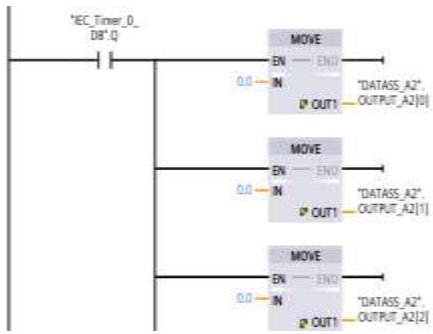 "IEC_Timer_0_
DB".Q
MOVE
EN ENO
0.0 IN
"DATASS_A2".
OUT1 OUTPUT_A2[0]
MOVE
EN ENO
0.0 IN
"DATASS_A2".
OUT1 OUTPUT_A2[1]
MOVE
EN ENO
0.0 IN
"DATASS_A2".
OUT1 OUTPUT_A2[2]